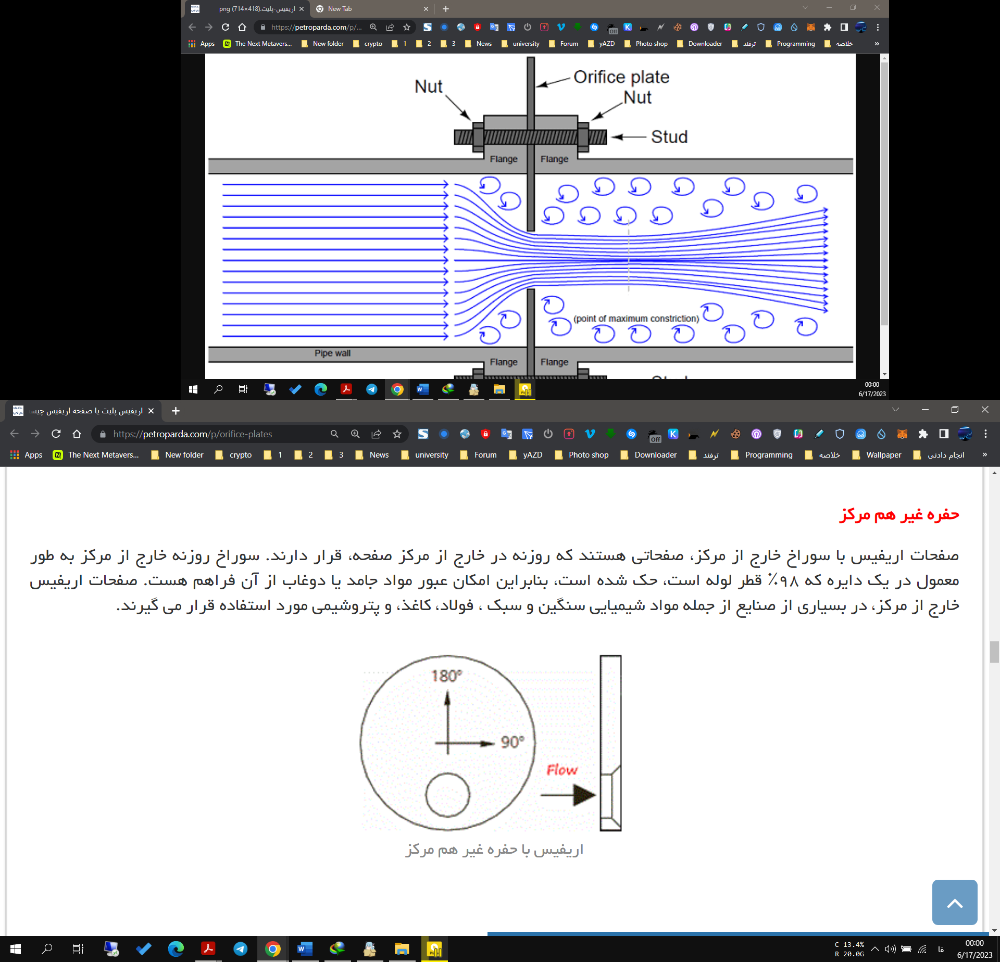 اریفیس-پلیت.png (714×418)
New Tab
https://petroparda.com/p/...
Off
Apps
The Next Metavers...
New folder
crypto
1
2
3
News
university
Forum
yAZD
Photo shop
Downloader
ترفند
Programming
خلاصه
»
Nut
Orifice plate
Nut
Stud
Flange
Flange
(point of maximum constriction)
Pipe wall
Flange
Flange
00:00
6/17/2023
اریفیس پلیت یا صفحه اریفیس چیس
https://petroparda.com/p/orifice-plates
Off
Apps
The Next Metavers...
New folder
crypto
1
2
3
News
university
Forum
yAZD
Photo shop
Downloader
ترفند
Programming
خلاصه
Wallpaper
انجام دادنی
»
حفره غیر هم مرکز
صفحات اریفیس با سوراخ خارج از مرکز، صفحاتی هستند که روزنه در خارج از مرکز صفحه، قرار دارند. سوراخ روزنه خارج از مرکز به طور
معمول در یک دایره که ۹۸٪ قطر لوله است، حک شده است، بنابراین امکان عبور مواد جامد یا دوغاب از آن فراهم هست. صفحات اریفیس
خارج از مرکز، در بسیاری از صنایع از جمله مواد شیمیایی سنگین و سبک ، فولاد، کاغذ، و پتروشیمی مورد استفاده قرار می گیرند.
180°
90°
Flow
اریفیس با حفره غیر هم مرکز
C 13.4%
R 20.0G
فا
00:00
6/17/2023